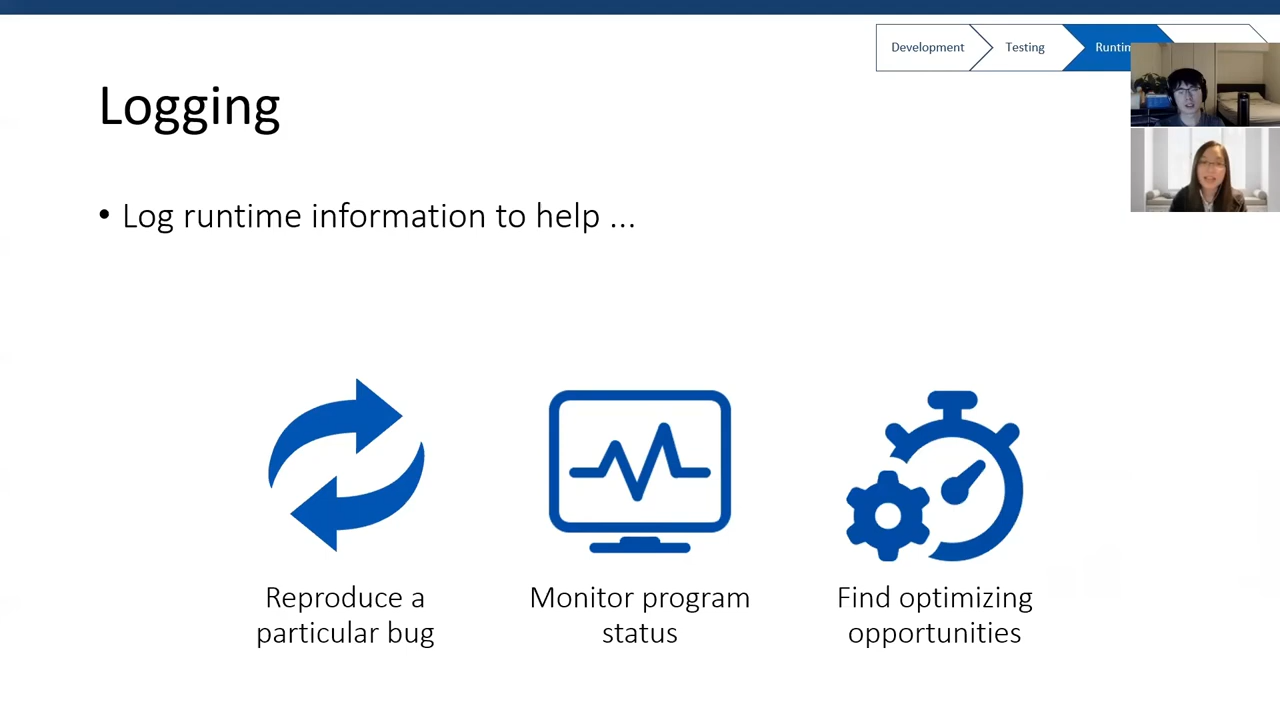 Development
Testing
Logging
• Log runtime information to help ...
Reproduce a
particular bug
Monitor program
status
Find optimizing
opportunities